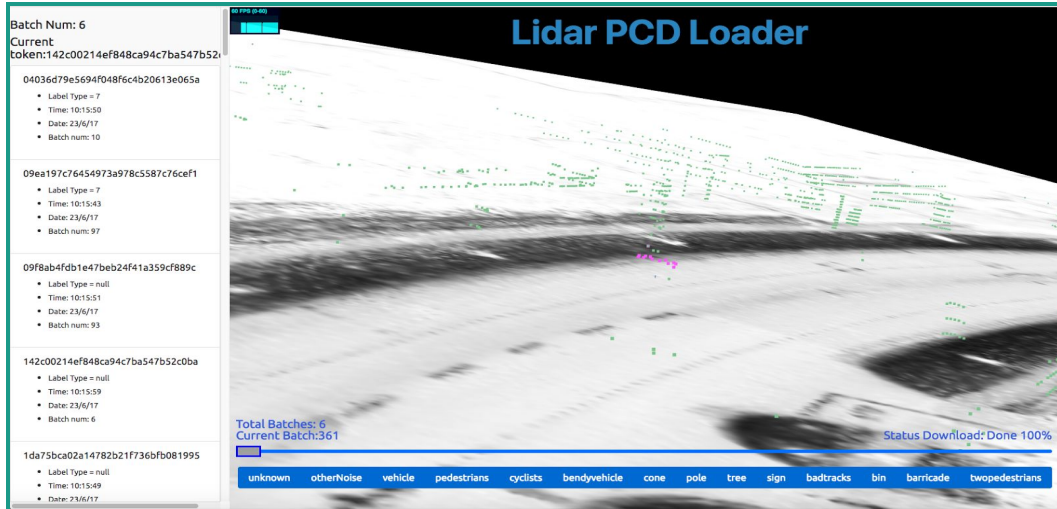 Batch Num: 6
Current
token:142c00214ef848ca94c7ba547b52c
04036d79e5694f048f6c4b20613e065a
Label Type = 7
Time: 10:15:50
Date: 23/6/17
Batch num: 10
09ea197c76454973a978c5587c76cef1
Label Type = 7
Time: 10:15:43
Date: 23/6/17
Batch num: 97
09f8ab4fdb1e47beb24f41a359cf889c
Label Type = null
Time: 10:15:51
Date: 23/6/17
Batch num: 93
142c00214ef848ca94c7ba547b52c0ba
Label Type = null
Time: 10:15:59
Date: 23/6/17
Batch num: 6
1da75bca02a14782b21f736bfb081995
Label Type = null
Time: 10:15:49
Date: 23/6/17
60 FPS (0-60)
Lidar PCD Loader
Total Batches: 6
Current Batch:361
Status Download: Done 100%
unknown otherNoise vehicle pedestrians cyclists bendyvehicle cone pole tree sign badtracks bin barricade twopedestrians